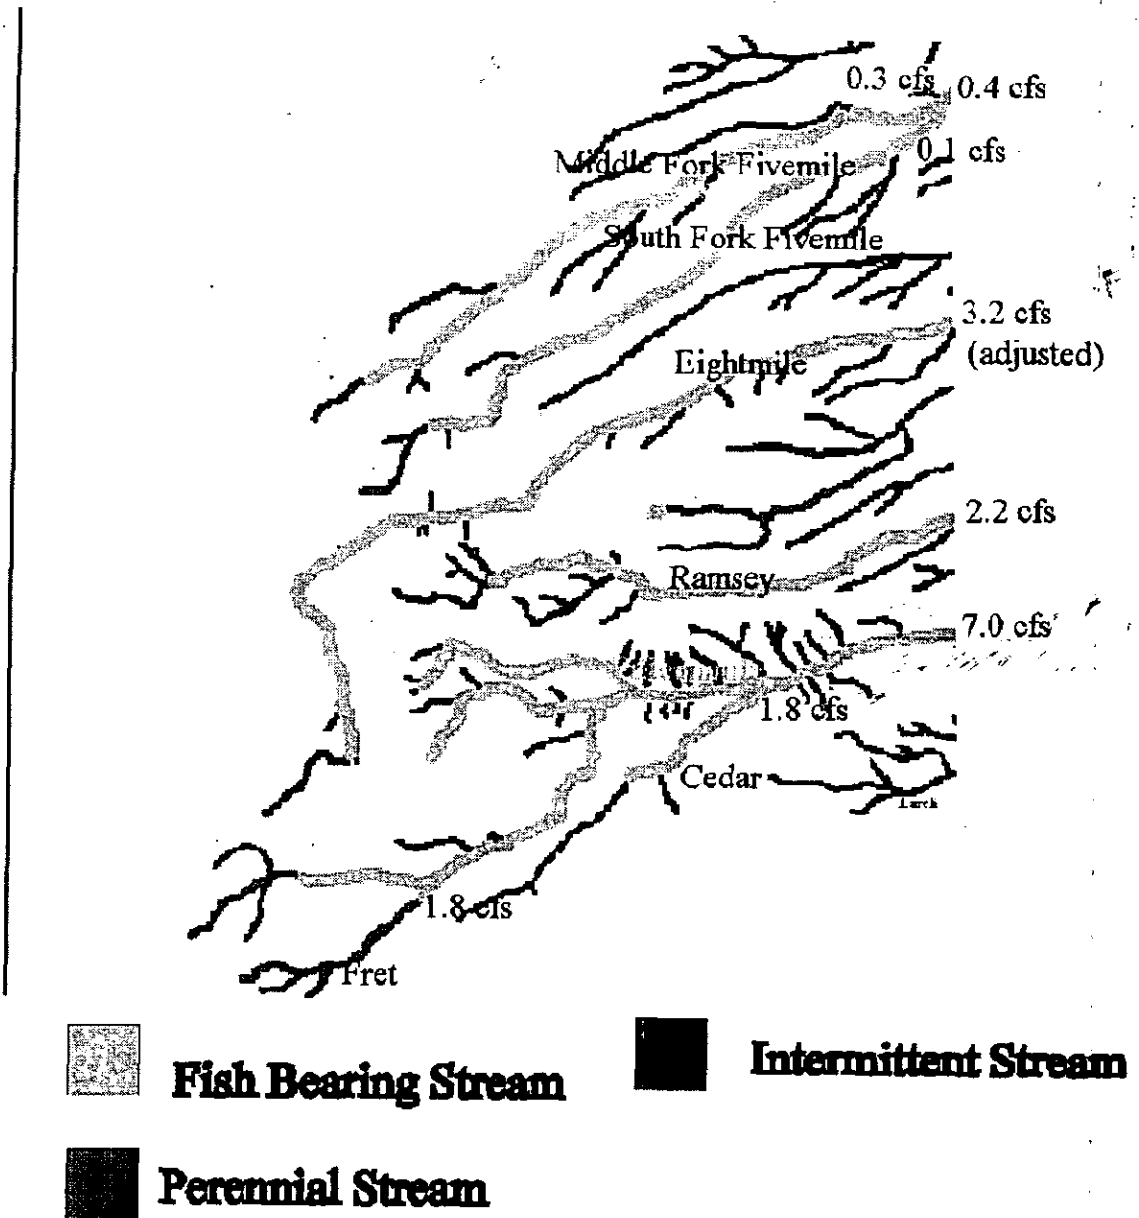 0.3 cfs
0.4 cfs
0.1 cfs
Middle Fork Fivemile
South Fork Fivemile
3.2 cfs
(adjusted)
Eightmile
2.2 cfs
Ramsey
7.0 cfs
1.8 cfs
Cedar
Larch
1.8 cfs
Fret
Fish Bearing Stream
Intermittent Stream
Perennial Stream